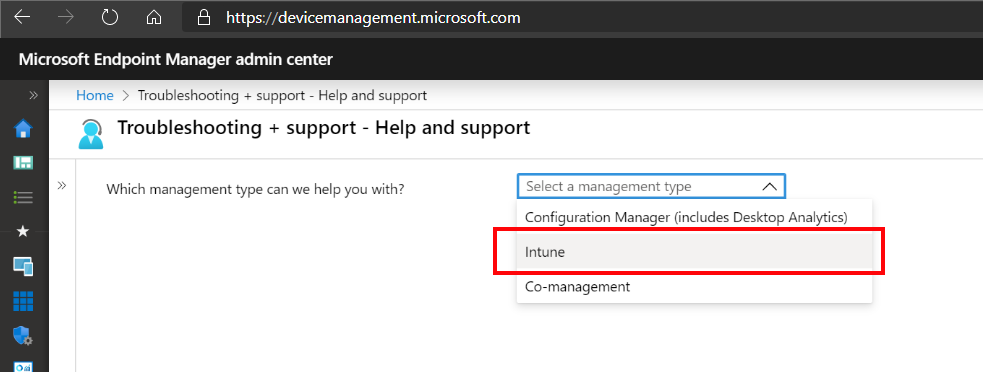 https://devicemanagement.microsoft.com
Microsoft Endpoint Manager admin center
Home > Troubleshooting + support - Help and support
Troubleshooting + support - Help and support
Which management type can we help you with?
Select a management type
Configuration Manager (includes Desktop Analytics)
Intune
Co-management